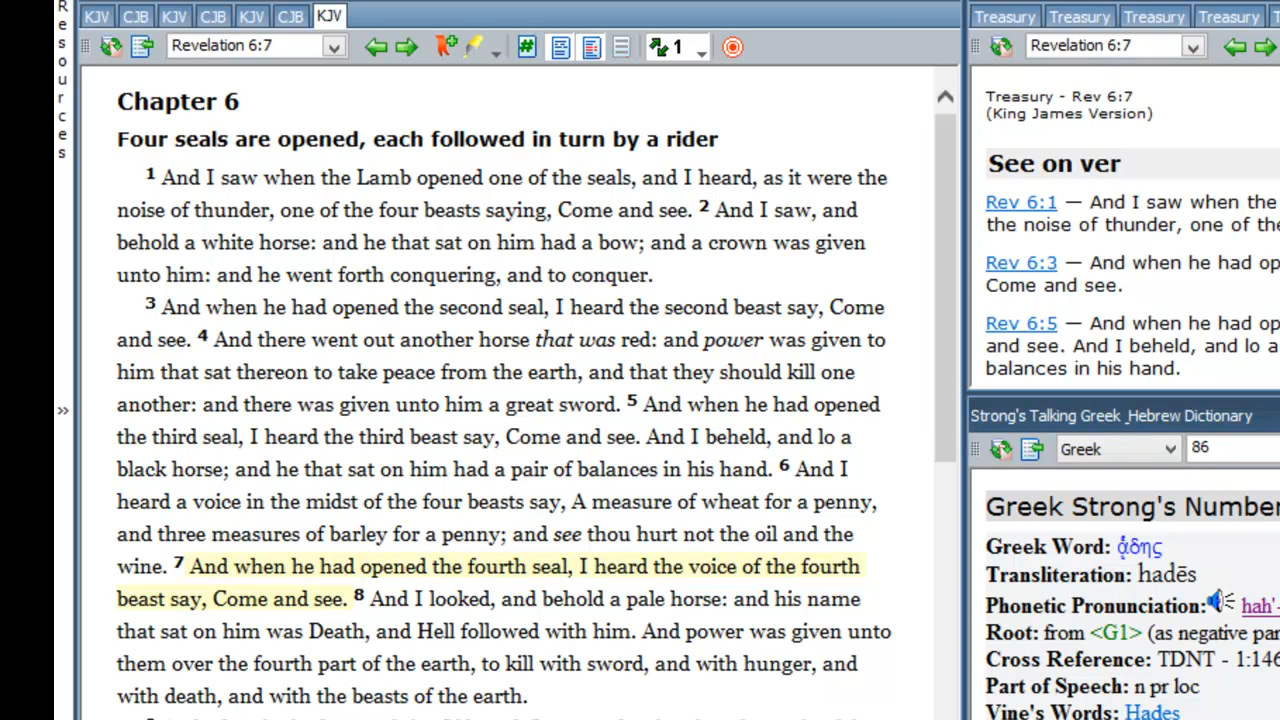 Resources
KJV CJB KJV CJB KJV CJB KJV
Revelation 6:7
# 1
Chapter 6
Four seals are opened, each followed in turn by a rider
1 And I saw when the Lamb opened one of the seals, and I heard, as it were the
noise of thunder, one of the four beasts saying, Come and see. 2 And I saw, and
behold a white horse: and he that sat on him had a bow; and a crown was given
unto him: and he went forth conquering, and to conquer.
3 And when he had opened the second seal, I heard the second beast say, Come
and see. 4 And there went out another horse that was red: and power was given to
him that sat thereon to take peace from the earth, and that they should kill one
another: and there was given unto him a great sword. 5 And when he had opened
the third seal, I heard the third beast say, Come and see. And I beheld, and lo a
black horse; and he that sat on him had a pair of balances in his hand. 6 And I
heard a voice in the midst of the four beasts say, A measure of wheat for a penny,
and three measures of barley for a penny; and see thou hurt not the oil and the
wine. 7 And when he had opened the fourth seal, I heard the voice of the fourth
beast say, Come and see. 8 And I looked, and behold a pale horse: and his name
that sat on him was Death, and Hell followed with him. And power was given unto
them over the fourth part of the earth, to kill with sword, and with hunger, and
with death, and with the beasts of the earth.
Treasury Treasury Treasury Treasury
Revelation 6:7
Treasury - Rev 6:7
(King James Version)
See on ver
Rev 6:1 — And I saw when the
the noise of thunder, one of the
Rev 6:3 — And when he had op
Come and see.
Rev 6:5 — And when he had op
and see. And I beheld, and lo a
balances in his hand.
Strong's Talking Greek _Hebrew Dictionary
Greek 86
Greek Strong's Number
Greek Word: ᾅδης
Transliteration: hadēs
Phonetic Pronunciation: hah'-
Root: from <G1> (as negative par
Cross Reference: TDNT - 1:146
Part of Speech: n pr loc
Vine's Words: Hades